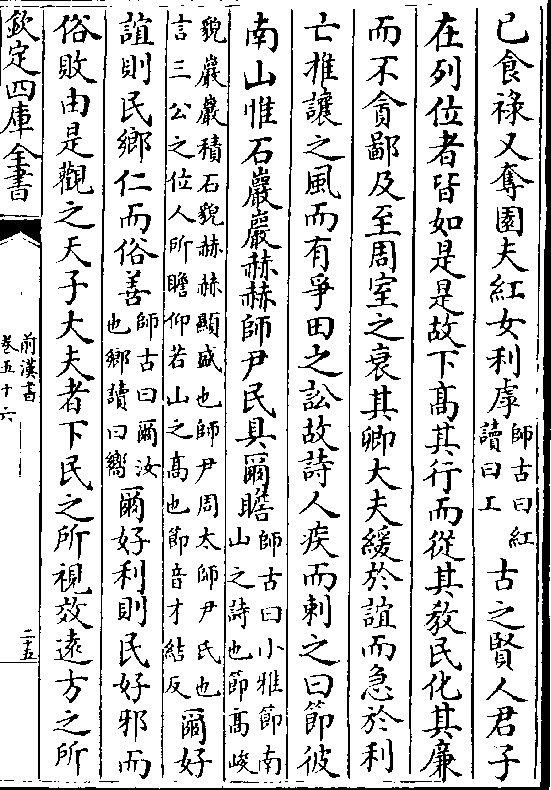 已食祿又奪園夫紅女利虖師古曰紅讀曰工古之賢人君子
在列位者皆如是是故下髙其行而從其教民化其廉
而不貪鄙及至周室之衰其卿大夫緩於誼而急於利
亡推讓之風而有爭田之訟故詩人疾而刺之曰節彼
南山惟石巖巖赫赫師尹民具爾瞻師古曰小雅節南山之詩也節髙峻
貌巖巖積石貌赫赫顯盛也師尹周太師尹氏也言三公之位人所瞻仰若山之髙也節音才結反爾好
誼則民鄉仁而俗善師古曰爾汝也鄉讀曰嚮爾好利則民好邪而
俗敗由是觀之天子大夫者下民之所視效逺方之所
欽定四庫全書
前漢書
卷五十六
二十五